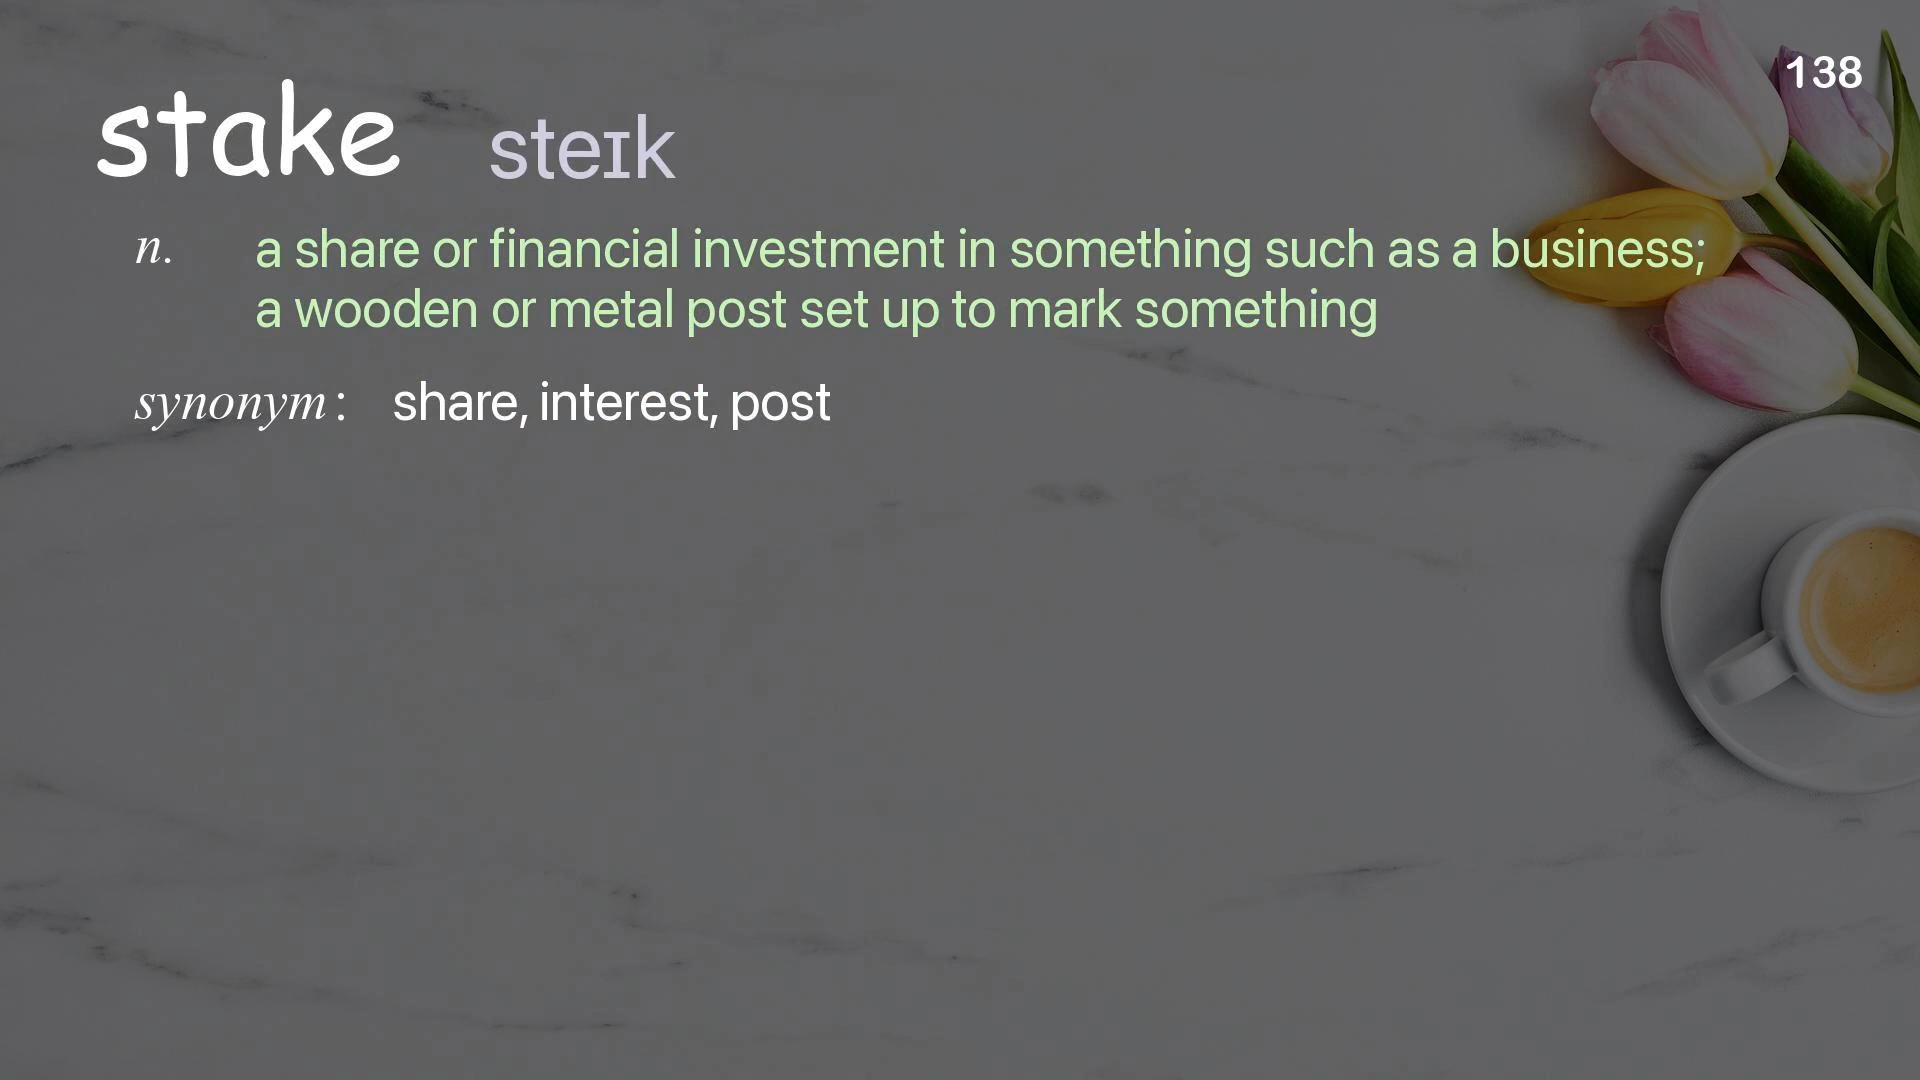 138
stake steɪk
n. a share or financial investment in something such as a business;
a wooden or metal post set up to mark something
synonym: share, interest, post